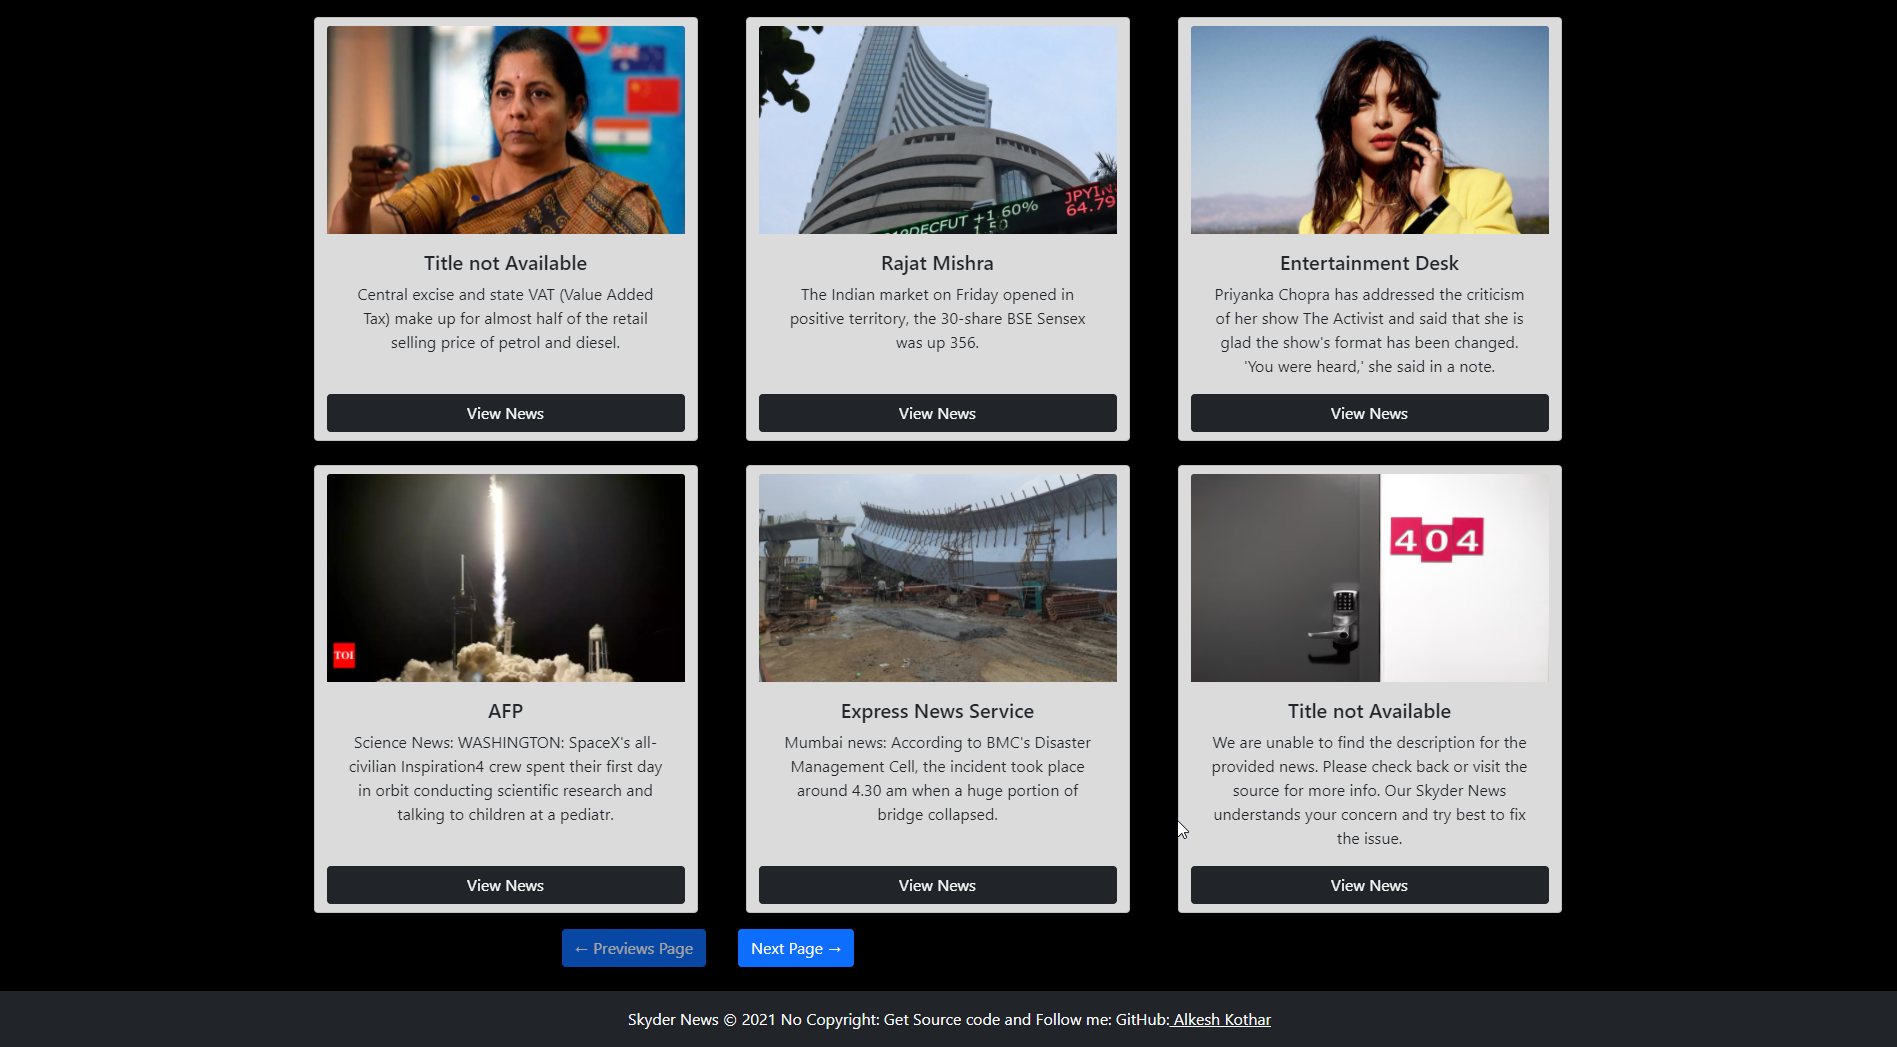 Title not Available
Central excise and state VAT (Value Added
Tax) make up for almost half of the retail
selling price of petrol and diesel.
View News
DECFUT +1.60%
1.50
JPYIN
64.79
Rajat Mishra
The Indian market on Friday opened in
positive territory, the 30-share BSE Sensex
was up 356.
View News
Entertainment Desk
Priyanka Chopra has addressed the criticism
of her show The Activist and said that she is
glad the show's format has been changed.
'You were heard,' she said in a note.
View News
TOI
AFP
Science News: WASHINGTON: SpaceX's all-
civilian Inspiration4 crew spent their first day
in orbit conducting scientific research and
talking to children at a pediatr.
View News
Express News Service
Mumbai news: According to BMC's Disaster
Management Cell, the incident took place
around 4.30 am when a huge portion of
bridge collapsed.
View News
404
Title not Available
We are unable to find the description for the
provided news. Please check back or visit the
source for more info. Our Skyder News
understands your concern and try best to fix
the issue.
View News
← Previews Page
Next Page →
Skyder News © 2021 No Copyright: Get Source code and Follow me: GitHub: Alkesh Kothar